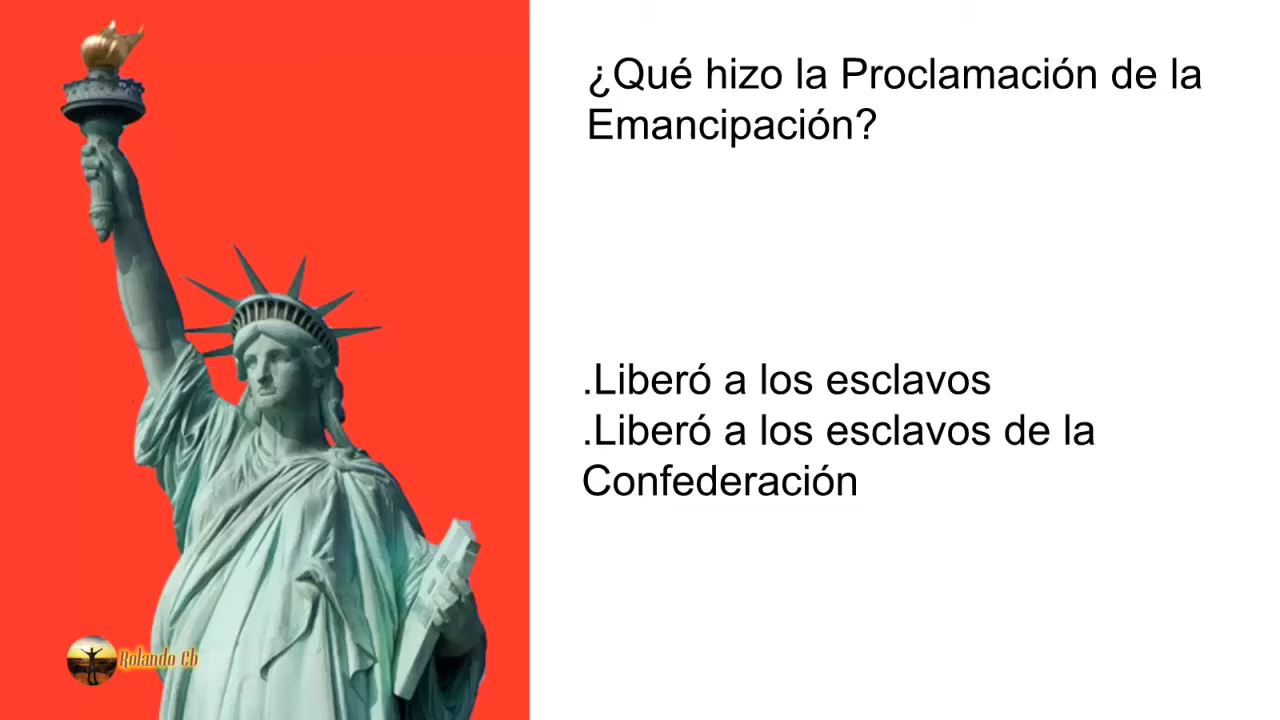 ¿Qué hizo la Proclamación de la
Emancipación?
.Liberó a los esclavos
.Liberó a los esclavos de la
Confederación
Rolando Cb